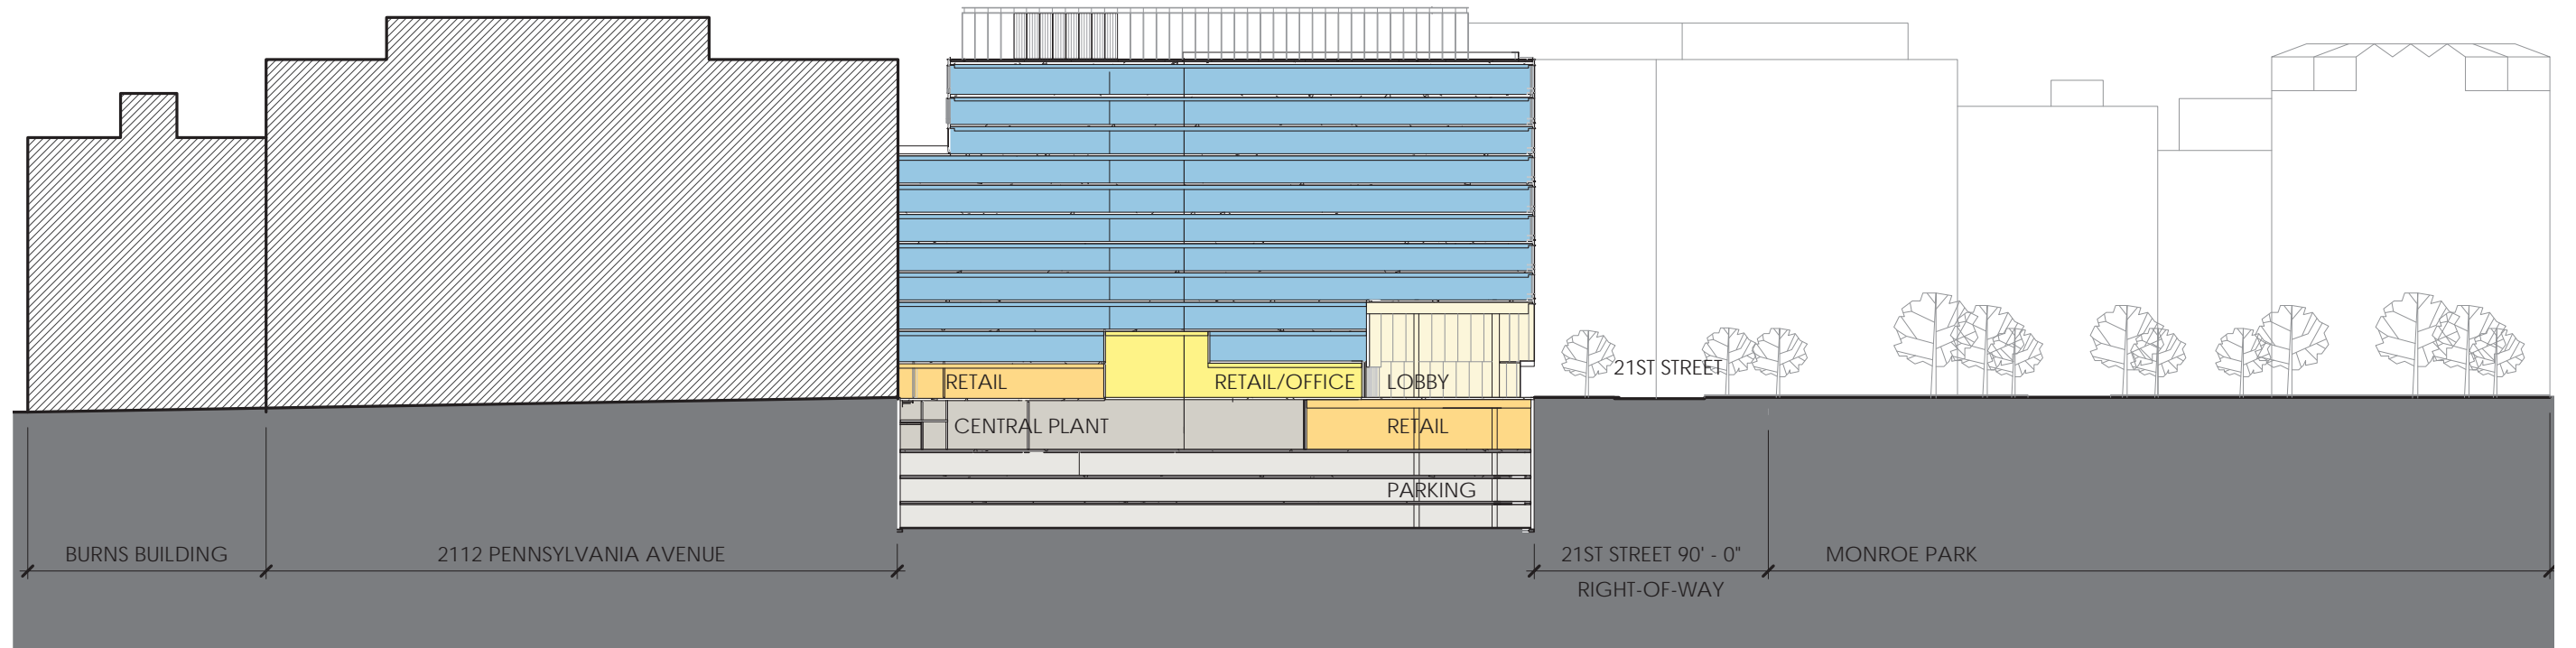 21ST STREET
RETAIL
RETAIL/OFFICE
LOBBY
CENTRAL PLANT
RETAIL
PARKING
BURNS BUILDING
2112 PENNSYLVANIA AVENUE
21ST STREET 90' - 0"
RIGHT-OF-WAY
MONROE PARK